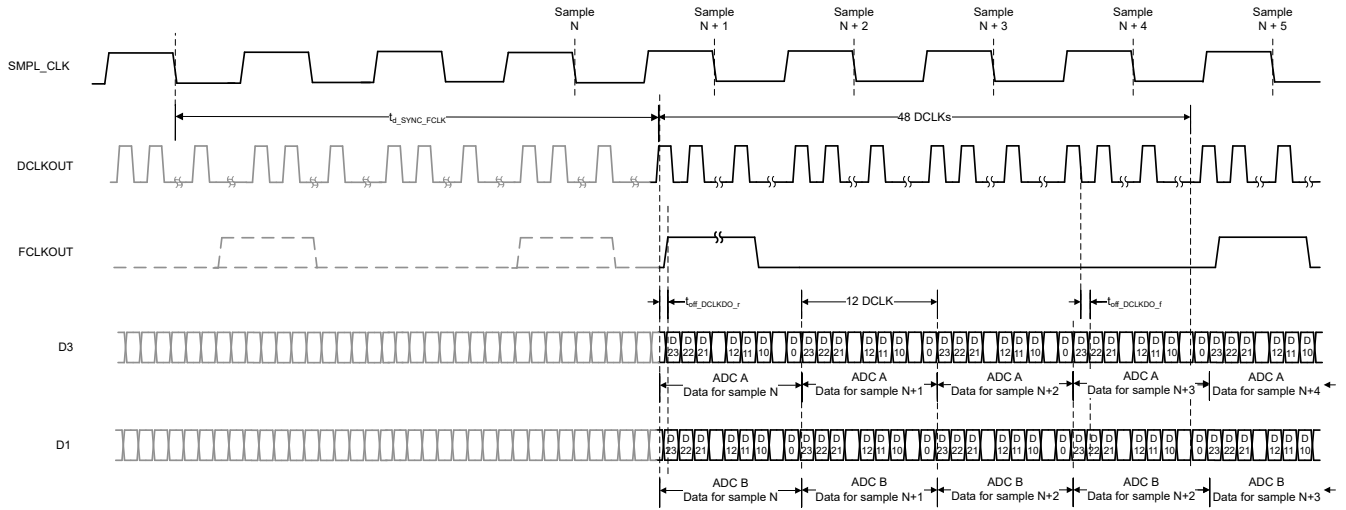 Sample N
Sample N + 1
Sample N + 2
Sample N + 3
Sample N + 4
Sample N + 5
SMPL_CLK
td_SYNC_FCLK
48 DCLKs
DCLKOUT
FCLKOUT
toff_DCLKDO_r
12 DCLK
toff_DCLKDO_f
D3
D 23 D 22 D 21 D 12 D 11 D 10 D 0 D 23 D 22 D 21 D 12 D 11 D 10 D 0 D 23 D 22 D 21 D 12 D 11 D 10 D 0 D 23 D 22 D 21 D 12 D 11 D 10 D 0 D 23 D 22 D 21 D 12 D 11 D 10
ADC A Data for sample N
ADC A Data for sample N+1
ADC A Data for sample N+2
ADC A Data for sample N+3
ADC A Data for sample N+4
D1
D 23 D 22 D 21 D 12 D 11 D 10 D 0 D 23 D 22 D 21 D 12 D 11 D 10 D 0 D 23 D 22 D 21 D 12 D 11 D 10 D 0 D 23 D 22 D 21 D 12 D 11 D 10 D 0 D 23 D 22 D 21 D 12 D 11 D 10
ADC B Data for sample N
ADC B Data for sample N+1
ADC B Data for sample N+2
ADC B Data for sample N+2
ADC B Data for sample N+3